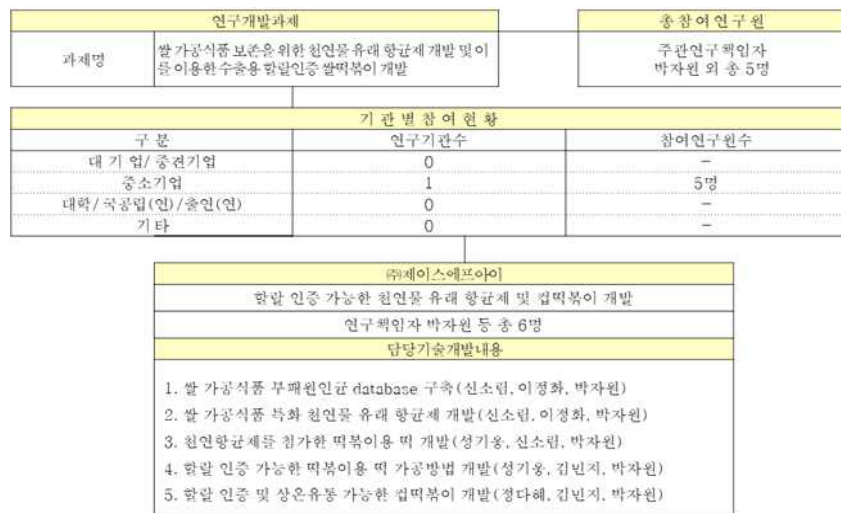 연구개발과제
총참여연구원
과제명
쌀 가공식품 보존을 위한 천연물 유래 항균제 개발 및 이
를 이용한 수출용 할랄인증 쌀떡볶이 개발
주관연구책임자
박자원 외 총 5명
기관별참여현황
구 분 연구기관수 참여연구원수
대기업/중견기업 0 -
중소기업 1 5명
대학/국공립(연)/출연(연) 0 -
기타 0 -
㈜제이스에프아이
할랄 인증 가능한 천연물 유래 항균제 및 컵떡볶이 개발
연구책임자 박자원 등 총 6명
담당기술개발내용
1. 쌀 가공식품 부패원인균 database 구축(신소림, 이정화, 박자원)
2. 쌀 가공식품 특화 천연물 유래 항균제 개발(신소림, 이정화, 박자원)
3. 천연항균제를 첨가한 떡볶이용 떡 개발(성기웅, 신소림, 박자원)
4. 할랄 인증 가능한 떡볶이용 떡 가공방법 개발(성기웅, 김민지, 박자원)
5. 할랄 인증 및 상온유통 가능한 컵떡볶이 개발(정다혜, 김민지, 박자원)